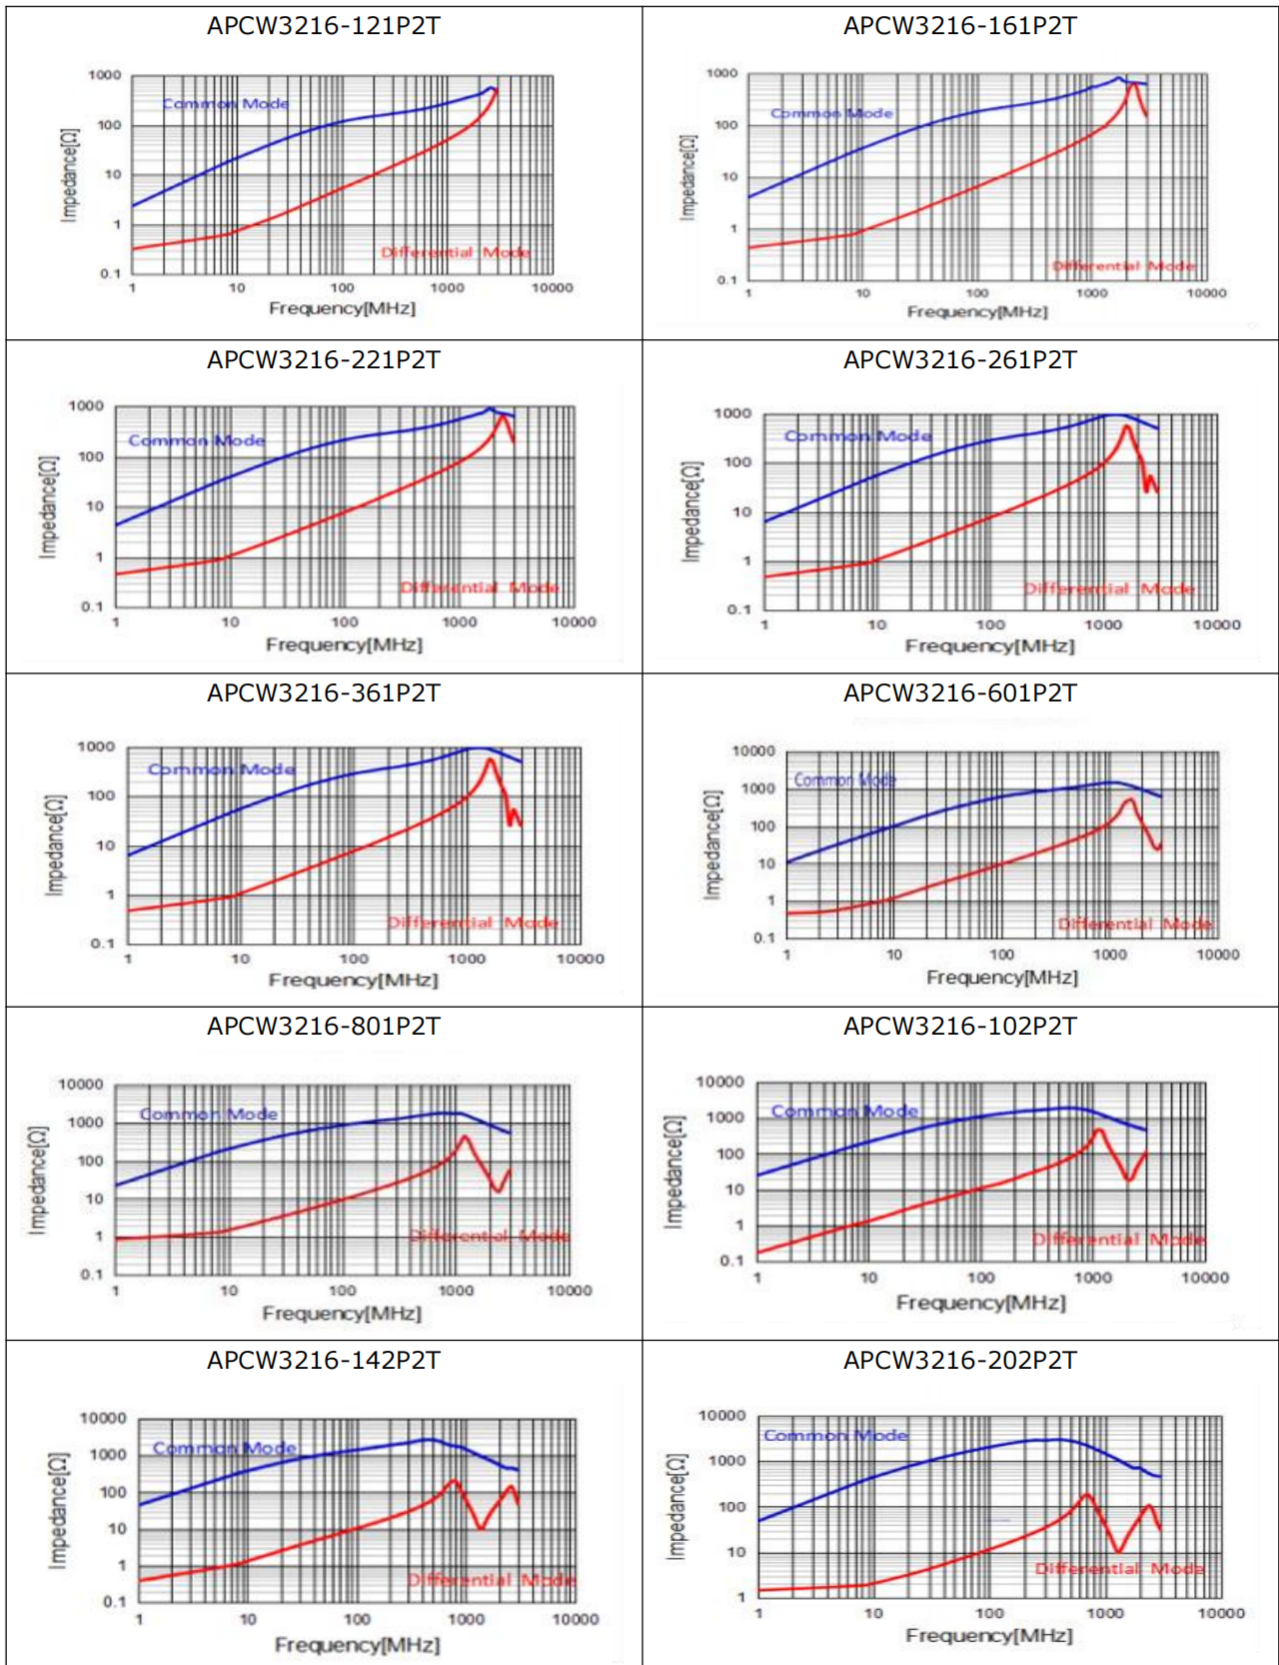 APCW3216-121P2T
1000
100
10
1
0.1
Impedance[Ω]
Common Mode
Differential Mode
1 10 100 1000 10000
Frequency[MHz]
APCW3216-161P2T
1000
100
10
1
0.1
Impedance[Ω]
Common Mode
Differential Mode
1 10 100 1000 10000
Frequency[MHz]
APCW3216-221P2T
1000
100
10
1
0.1
Impedance[Ω]
Common Mode
Differential Mode
1 10 100 1000 10000
Frequency[MHz]
APCW3216-261P2T
1000
100
10
1
0.1
Impedance[Ω]
Common Mode
Differential Mode
1 10 100 1000 10000
Frequency[MHz]
APCW3216-361P2T
1000
100
10
1
0.1
Impedance[Ω]
Common Mode
Differential Mode
1 10 100 1000 10000
Frequency[MHz]
APCW3216-601P2T
10000
1000
100
10
1
0.1
Impedance[Ω]
Common Mode
Differential Mode
1 10 100 1000 10000
Frequency[MHz]
APCW3216-801P2T
10000
1000
100
10
1
0.1
Impedance[Ω]
Common Mode
Differential Mode
1 10 100 1000 10000
Frequency[MHz]
APCW3216-102P2T
10000
1000
100
10
1
0.1
Impedance[Ω]
Common Mode
Differential Mode
1 10 100 1000 10000
Frequency[MHz]
APCW3216-142P2T
10000
1000
100
10
1
0.1
Impedance[Ω]
Common Mode
Differential Mode
1 10 100 1000 10000
Frequency[MHz]
APCW3216-202P2T
10000
1000
100
10
1
Impedance[Ω]
Common Mode
Differential Mode
1 10 100 1000 10000
Frequency[MHz]